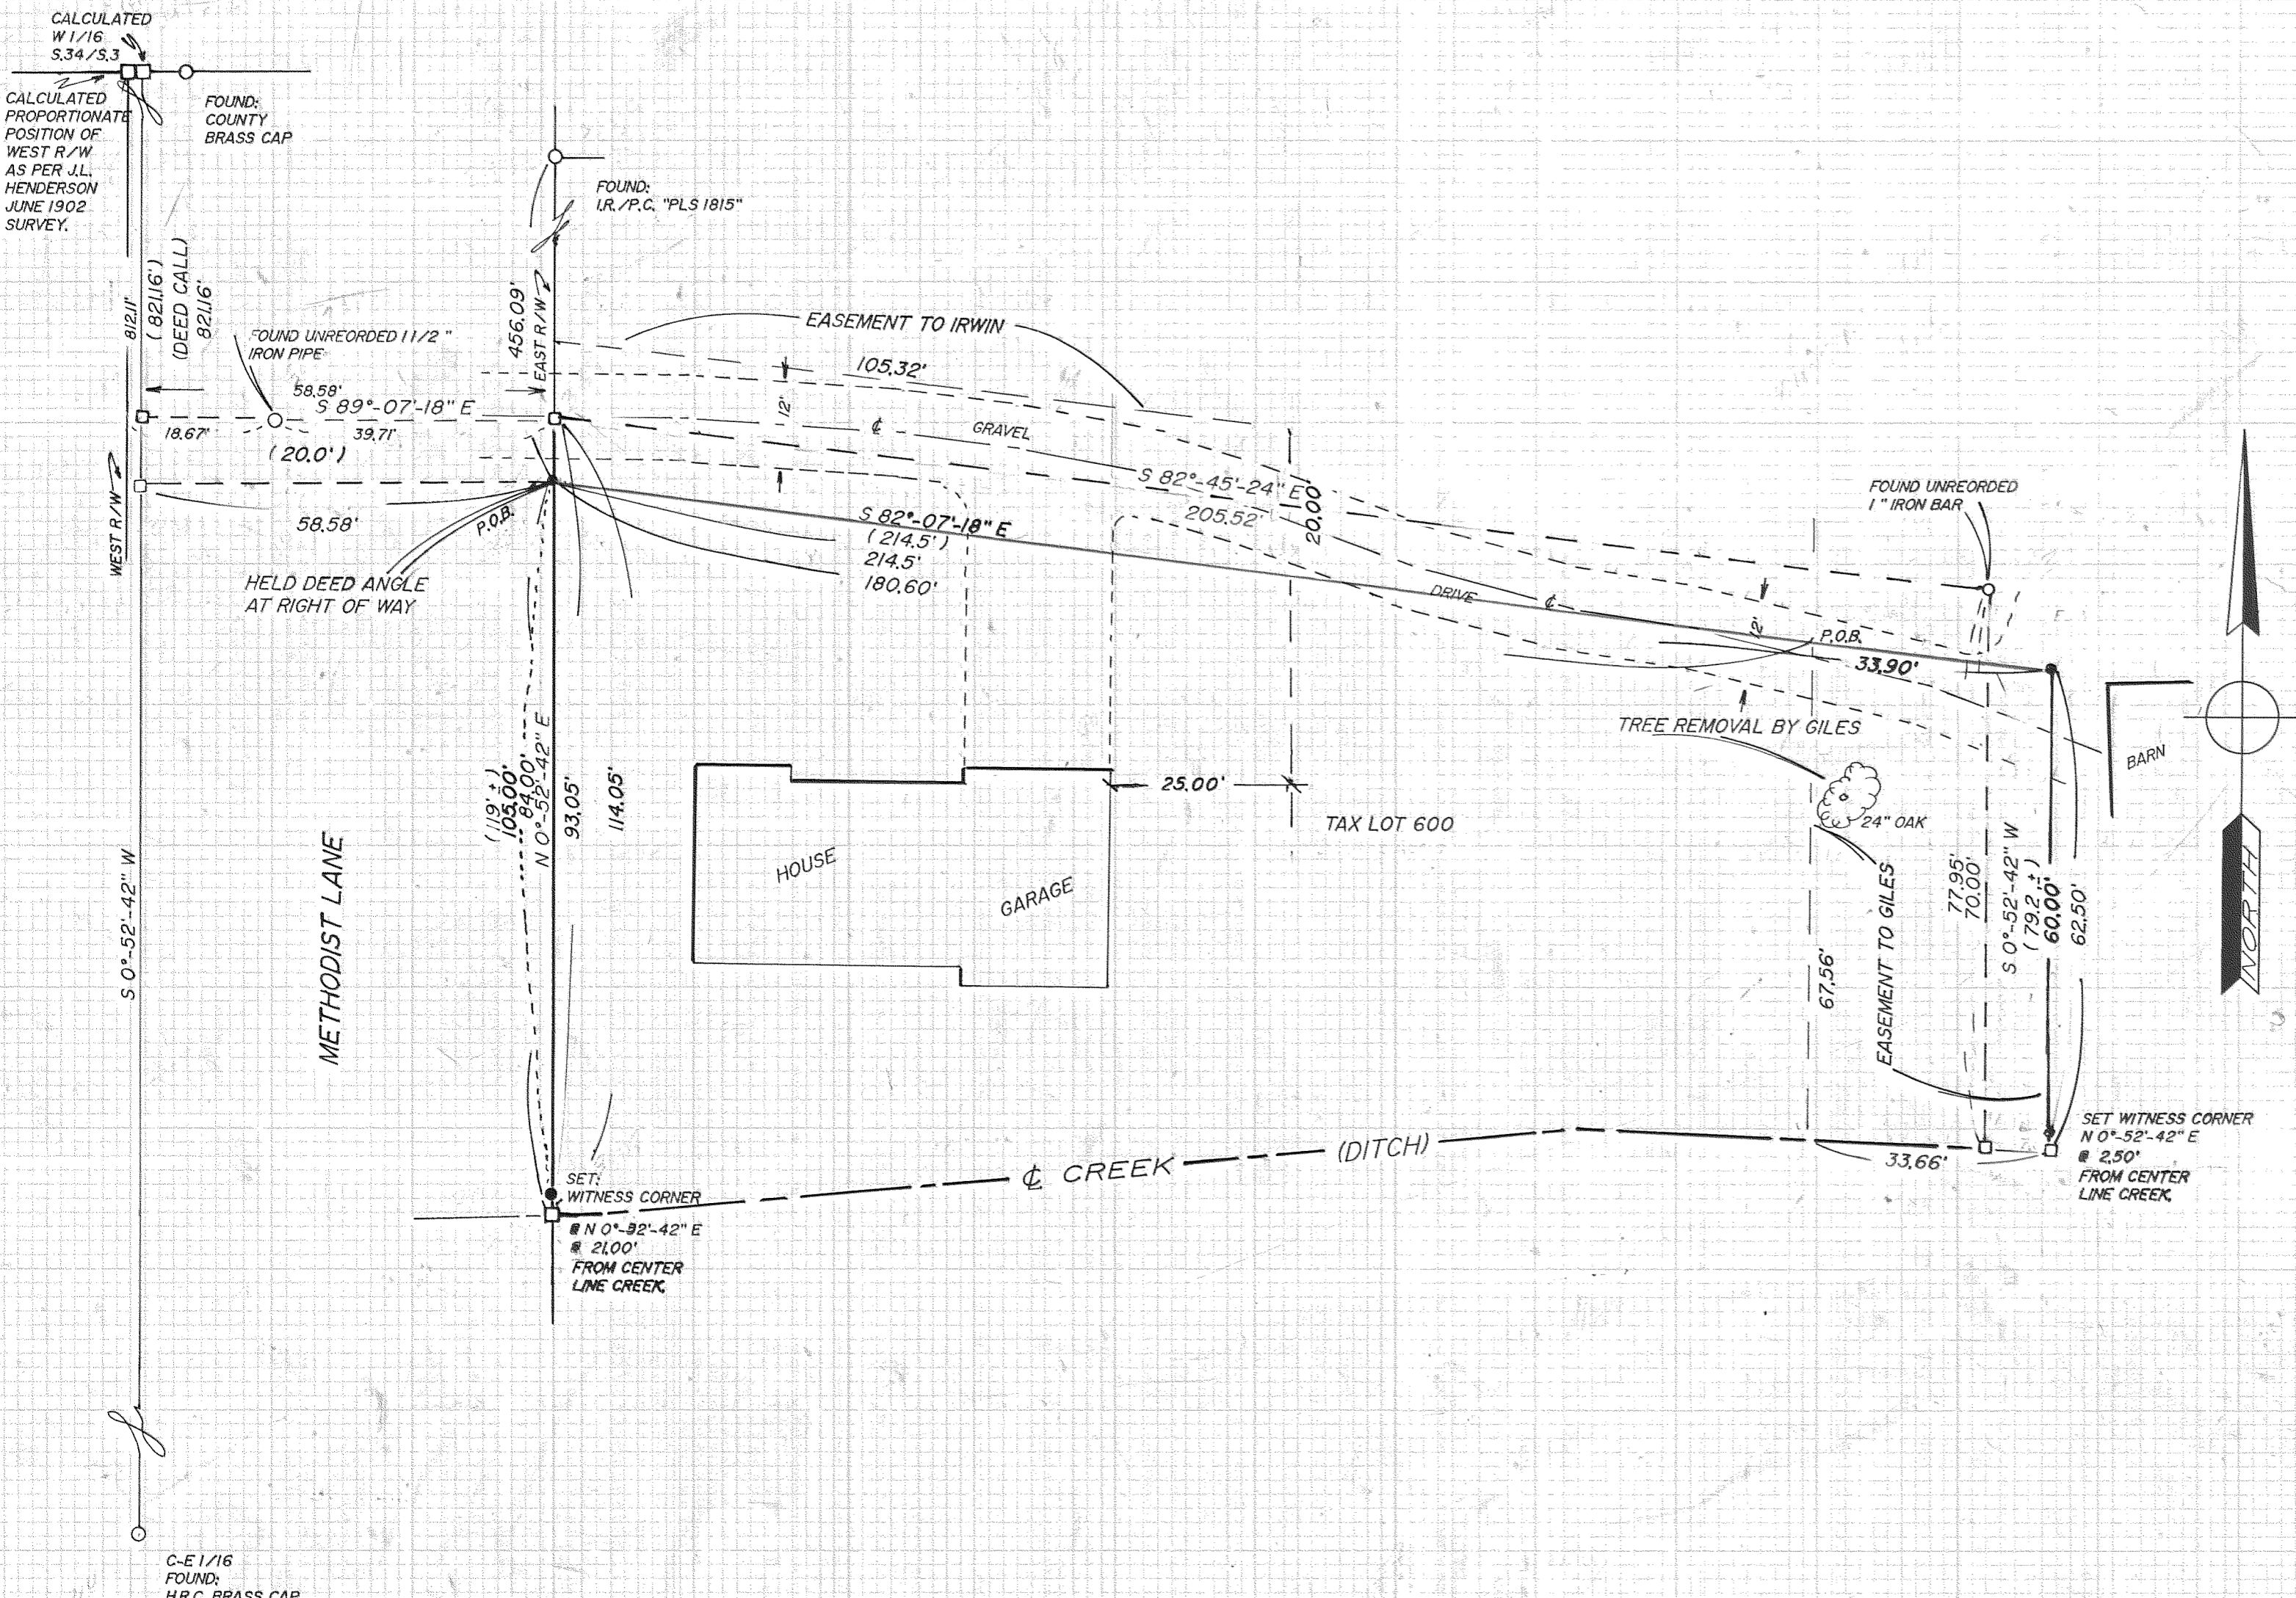 CALCULATED
W 1/16
S.34/S.3
CALCULATED
PROPORTIONATE
POSITION OF
WEST R/W
AS PER J.L.
HENDERSON
JUNE 1902
SURVEY.
FOUND:
COUNTY
BRASS CAP
FOUND:
I.R./P.C. "PLS 1815"
812.11'
(821.16')
(DEED CALL)
821.16'
FOUND UNREORDED 1 1/2"
IRON PIPE
58.58'
S 89°-07'-18" E
18.67'
39.71'
(20.0')
456.09'
EAST R/W
WEST R/W
58.58'
P.O.B.
HELD DEED ANGLE
AT RIGHT OF WAY
EASEMENT TO IRWIN
105.32'
12'
℄
GRAVEL
S 82°-45'-24" E
205.52'
20.00'
S 82°-07'-18" E
(214.5')
214.5'
180.60'
DRIVE
℄
12'
P.O.B.
33.90'
FOUND UNREORDED
1" IRON BAR
TREE REMOVAL BY GILES
24" OAK
BARN
(119' ±)
105.00'
84.00'
N 0°-52'-42" E
93.05'
114.05'
25.00'
TAX LOT 600
HOUSE
GARAGE
METHODIST LANE
S 0°-52'-42" W
67.56'
EASEMENT TO GILES
77.95'
70.00'
S 0°-52'-42" W
(79.2 ±)
60.00'
62.50'
NORTH
℄ CREEK
(DITCH)
33.66'
SET WITNESS CORNER
N 0°-52'-42" E
@ 2.50'
FROM CENTER
LINE CREEK.
SET:
WITNESS CORNER
@ N 0°-52'-42" E
@ 21.00'
FROM CENTER
LINE CREEK.
C-E 1/16
FOUND:
H.R.C. BRASS CAP